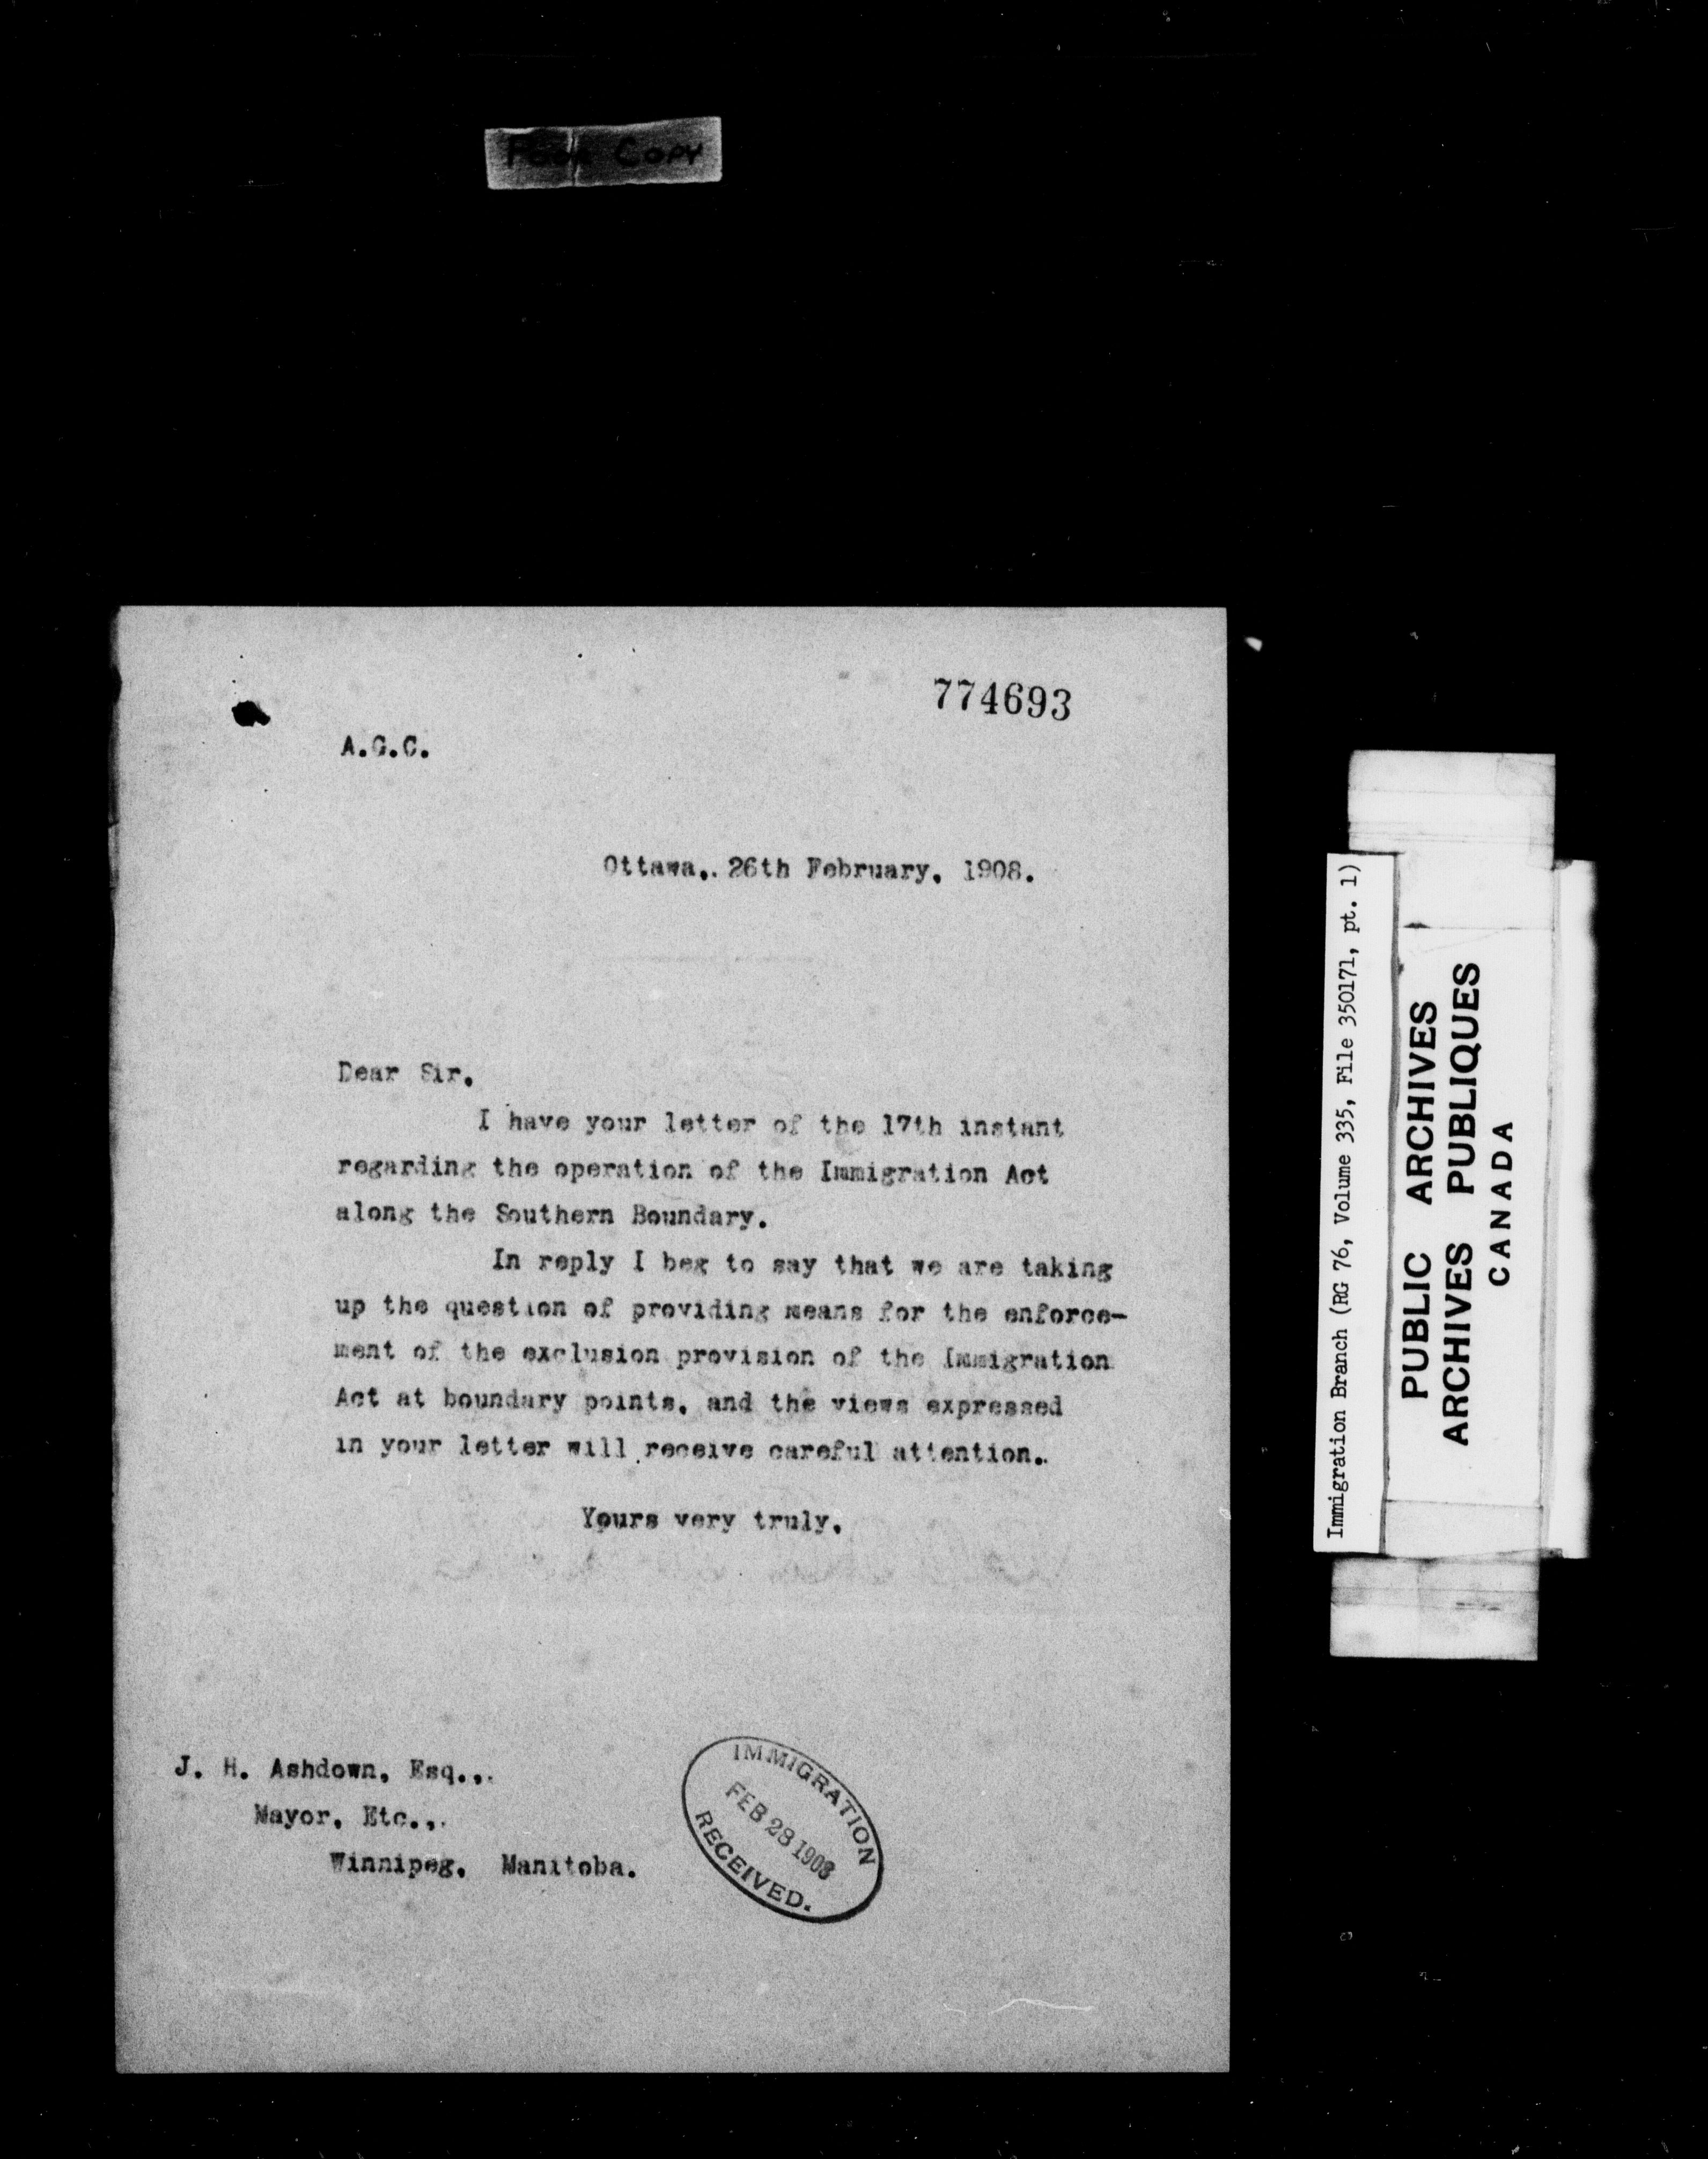 Poor Copy
774693
A.G.C.
Ottawa,. 26th February, 1908.
Dear Sir,
I have your letter of the 17th instant
regarding the operation of the Immigration Act
along the Southern Boundary.
In reply I beg to say that we are taking
up the question of providing means for the enforce-
ment of the exclusion provision of the Immigration
Act at boundary points, and the views expressed
in your letter will receive careful attention.
Yours very truly,
J. H. Ashdown, Esq.,.
Mayor, Etc.,.
Winnipeg, Manitoba.
IMMIGRATION
FEB 28 1908
RECEIVED.
Immigration Branch (RG 76, Volume 335, File 350171, pt. 1)
PUBLIC ARCHIVES
ARCHIVES PUBLIQUES
CANADA